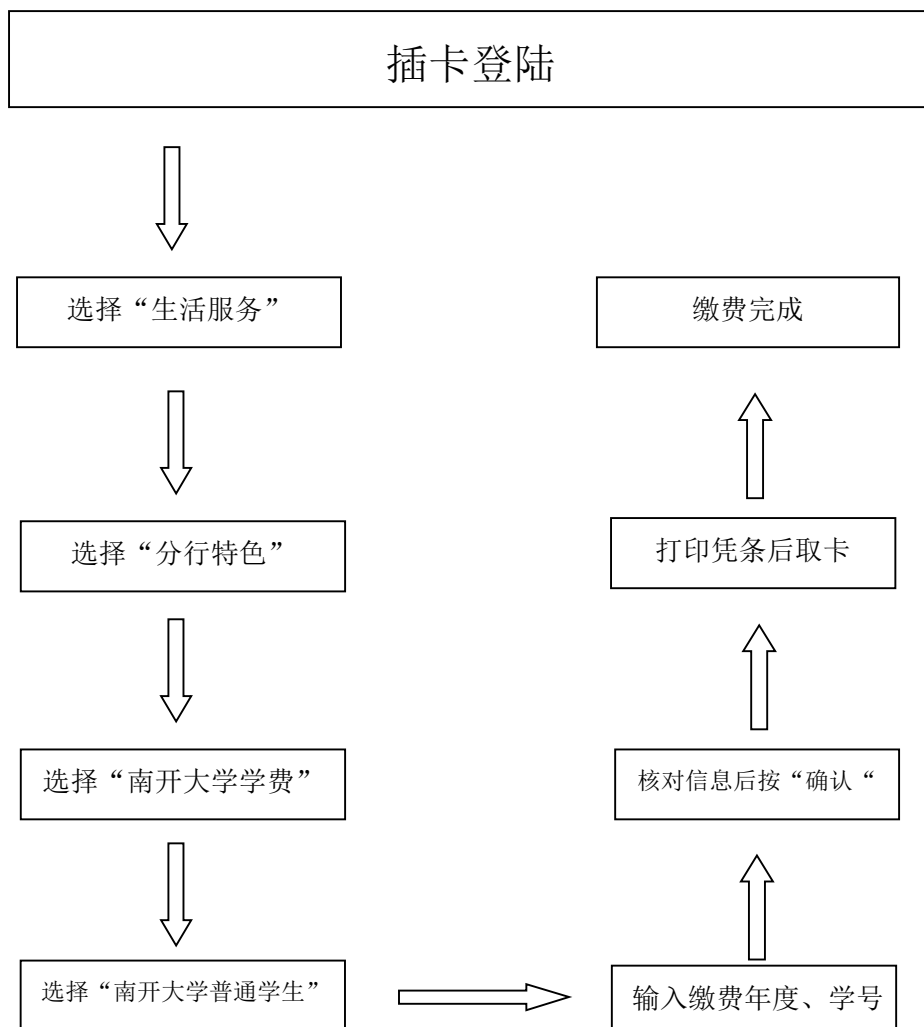 插卡登陆
选择“生活服务”
选择“分行特色”
选择“南开大学学费”
选择“南开大学普通学生”
输入缴费年度、学号
核对信息后按“确认“
打印凭条后取卡
缴费完成